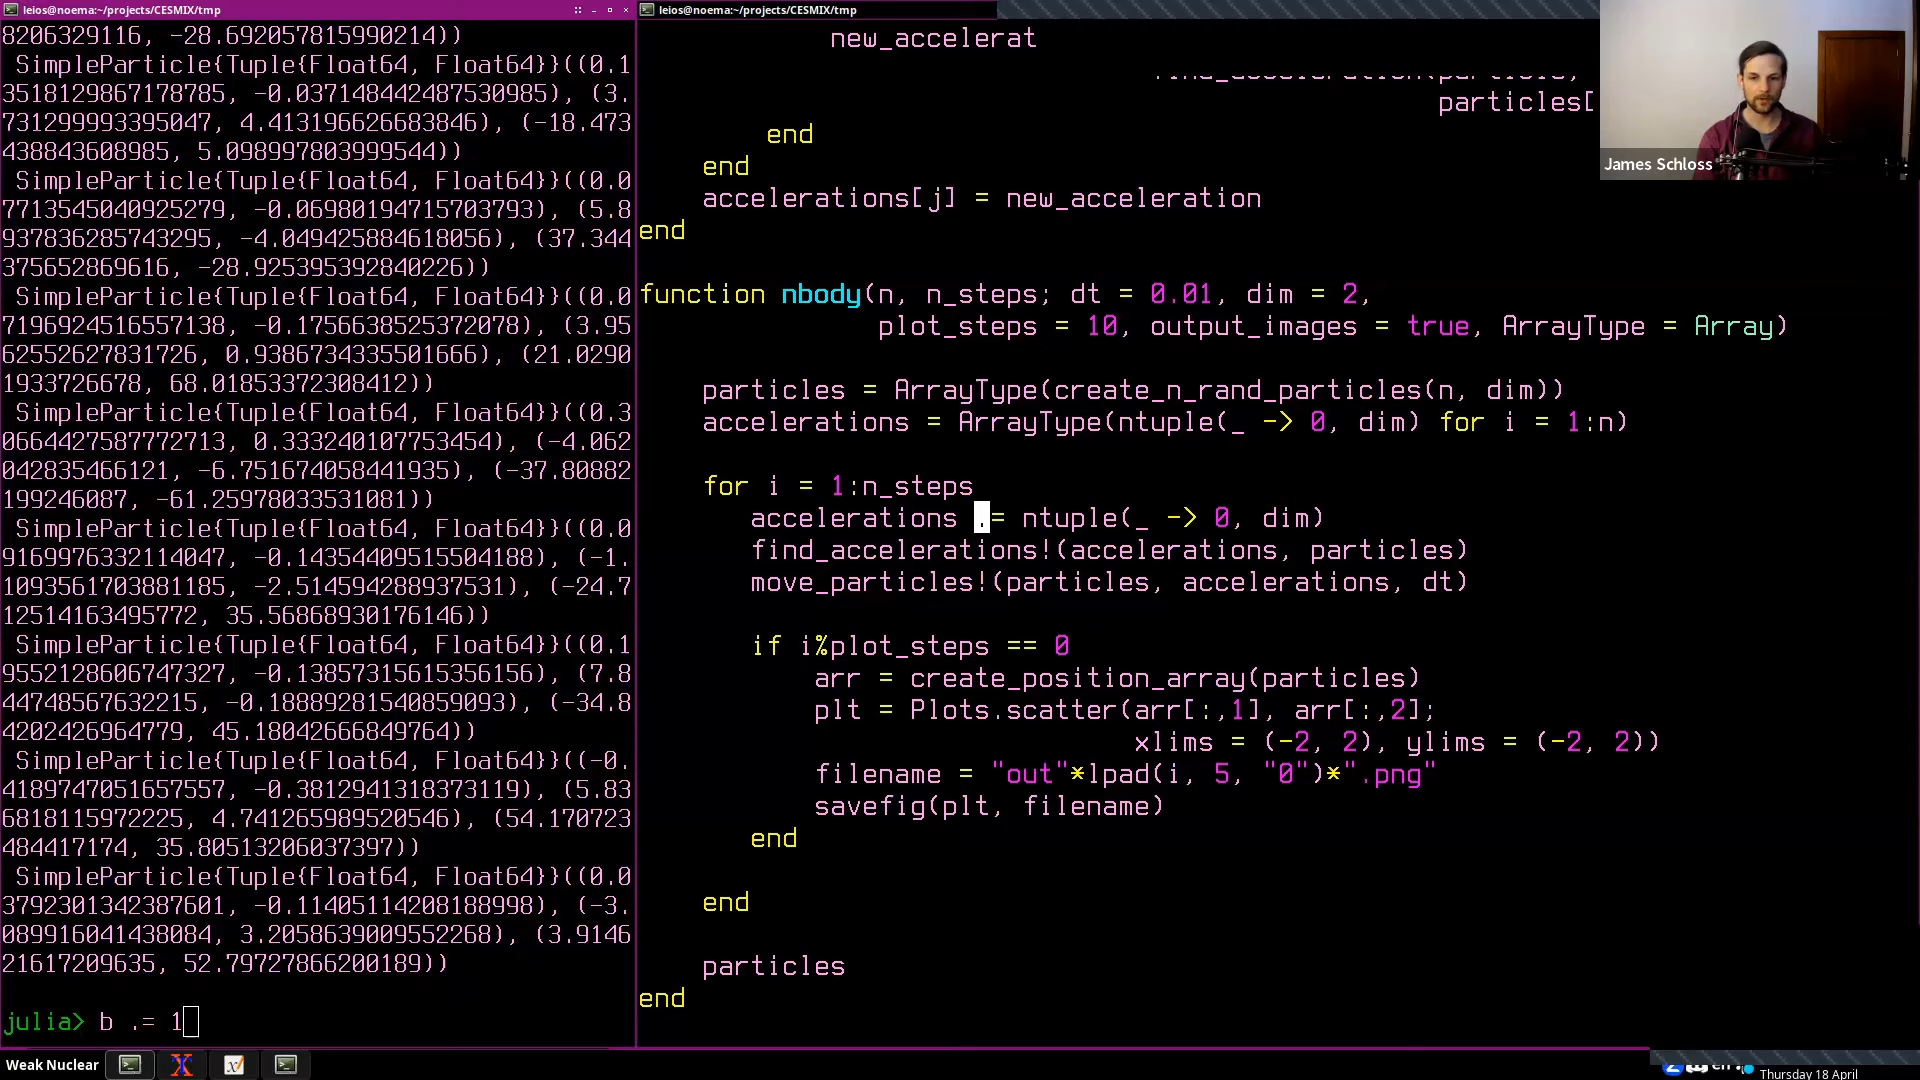 leios@noema:~/projects/CESMIX/tmp
8206329116, -28.692057815990214))
SimpleParticle{Tuple{Float64, Float64}}((0.1
35181298671787​85, -0.037148442487530985), (3.
731299993395047, 4.413196626683846), (-18.473
438843608985, 5.0989978039995​44))
SimpleParticle{Tuple{Float64, Float64}}((0.0
7713545040925279, -0.06980194715703793), (5.8
937836285743295, -4.049425884618056), (37.344
375652869616, -28.925395392840226))
SimpleParticle{Tuple{Float64, Float64}}((0.0
71969245165571​38, -0.1756638525372078), (3.95
62552627831726, 0.9386734335501666), (21.0290
1933726678, 68.01853372308412))
SimpleParticle{Tuple{Float64, Float64}}((0.3
0664427587772713, 0.333240107753454), (-4.062
042835466121, -6.751674058441935), (-37.80882
199246087, -61.25978033531081))
SimpleParticle{Tuple{Float64, Float64}}((0.0
9169976332114047, -0.14354409515504188), (-1.
10935617038811​85, -2.514594288937531), (-24.7
12514163495772, 35.56868930176146))
SimpleParticle{Tuple{Float64, Float64}}((0.1
9552128606747327, -0.13857315615356156), (7.8
44748567632215, -0.1889281540859093), (-34.8
4202426964779, 45.18042666849764))
SimpleParticle{Tuple{Float64, Float64}}((-0.
4189747051657557, -0.3812941318373119), (5.83
6818115972225, 4.741265989520546), (54.170723
484417174, 35.80513206037397))
SimpleParticle{Tuple{Float64, Float64}}((0.0
3792301342387601, -0.11405114208188998), (-3.
089916041438084, 3.2058639009552268), (3.9146
21617209635, 52.79727866200189))
julia> b .= 1
leios@noema:~/projects/CESMIX/tmp
new_accelerat
find_acceleration(particle,
particles[
end
end
accelerations[j] = new_acceleration
end
function nbody(n, n_steps; dt = 0.01, dim = 2,
plot_steps = 10, output_images = true, ArrayType = Array)
particles = ArrayType(create_n_rand_particles(n, dim))
accelerations = ArrayType(ntuple(_ -> 0, dim) for i = 1:n)
for i = 1:n_steps
accelerations .= ntuple(_ -> 0, dim)
find_accelerations!(accelerations, particles)
move_particles!(particles, accelerations, dt)
if i%plot_steps == 0
arr = create_position_array(particles)
plt = Plots.scatter(arr[:,1], arr[:,2];
xlims = (-2, 2), ylims = (-2, 2))
filename = "out"*lpad(i, 5, "0")*".png"
savefig(plt, filename)
end
end
particles
end
James Schloss
Weak Nuclear
en
Thursday 18 April